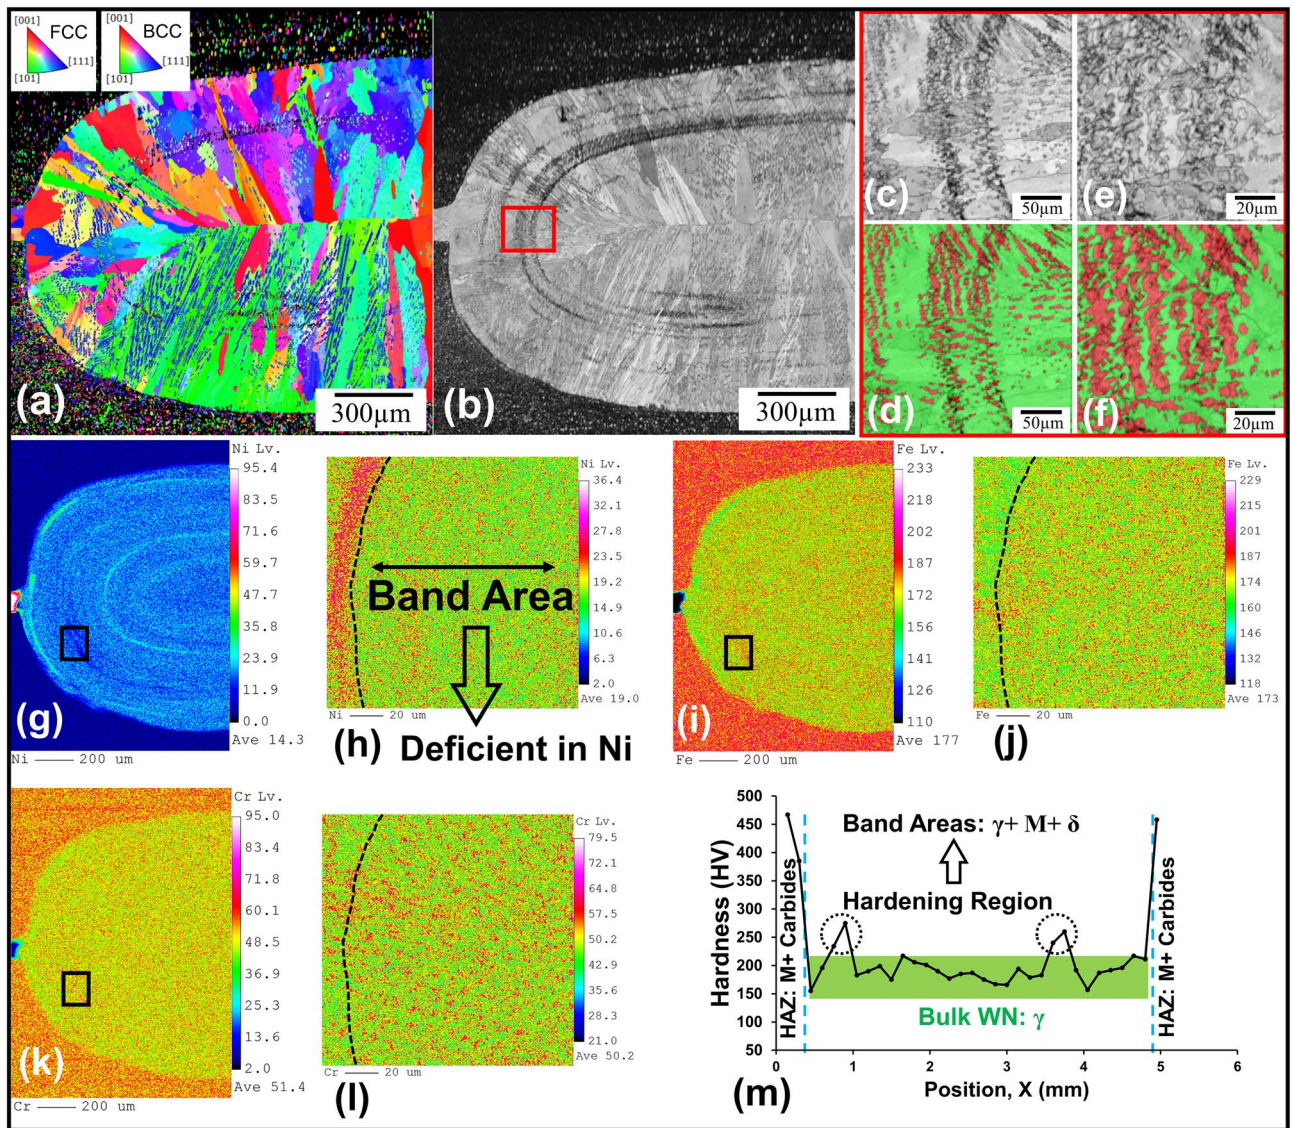 [001]
FCC
[111]
[101]
[001]
BCC
[111]
[101]
(a)
300µm
(b)
300µm
(c)
50µm
(e)
20µm
(d)
50µm
(f)
20µm
Ni Lv.
95.4
83.5
71.6
59.7
47.7
35.8
23.9
11.9
0.0
Ave 14.3
(g)
Ni 200 um
Ni Lv.
36.4
32.1
27.8
23.5
19.2
14.9
10.6
6.3
2.0
Ave 19.0
Band Area
Ni 20 um
(h)
Deficient in Ni
Fe Lv.
233
218
202
187
172
156
141
126
110
Ave 177
(i)
Fe 200 um
Fe Lv.
229
215
201
187
174
160
146
132
118
Ave 173
Fe 20 um
(j)
Cr Lv.
95.0
83.4
71.8
60.1
48.5
36.9
25.3
13.6
2.0
Ave 51.4
(k)
Cr 200 um
Cr Lv.
79.5
72.2
64.8
57.5
50.2
42.9
35.6
28.3
21.0
Ave 50.2
Cr 20 um
(l)
Hardness (HV)
500
450
400
350
300
250
200
150
100
50
0 1 2 3 4 5 6
Position, X (mm)
Band Areas: γ+ M+ δ
Hardening Region
HAZ: M+ Carbides
HAZ: M+ Carbides
Bulk WN: γ
(m)